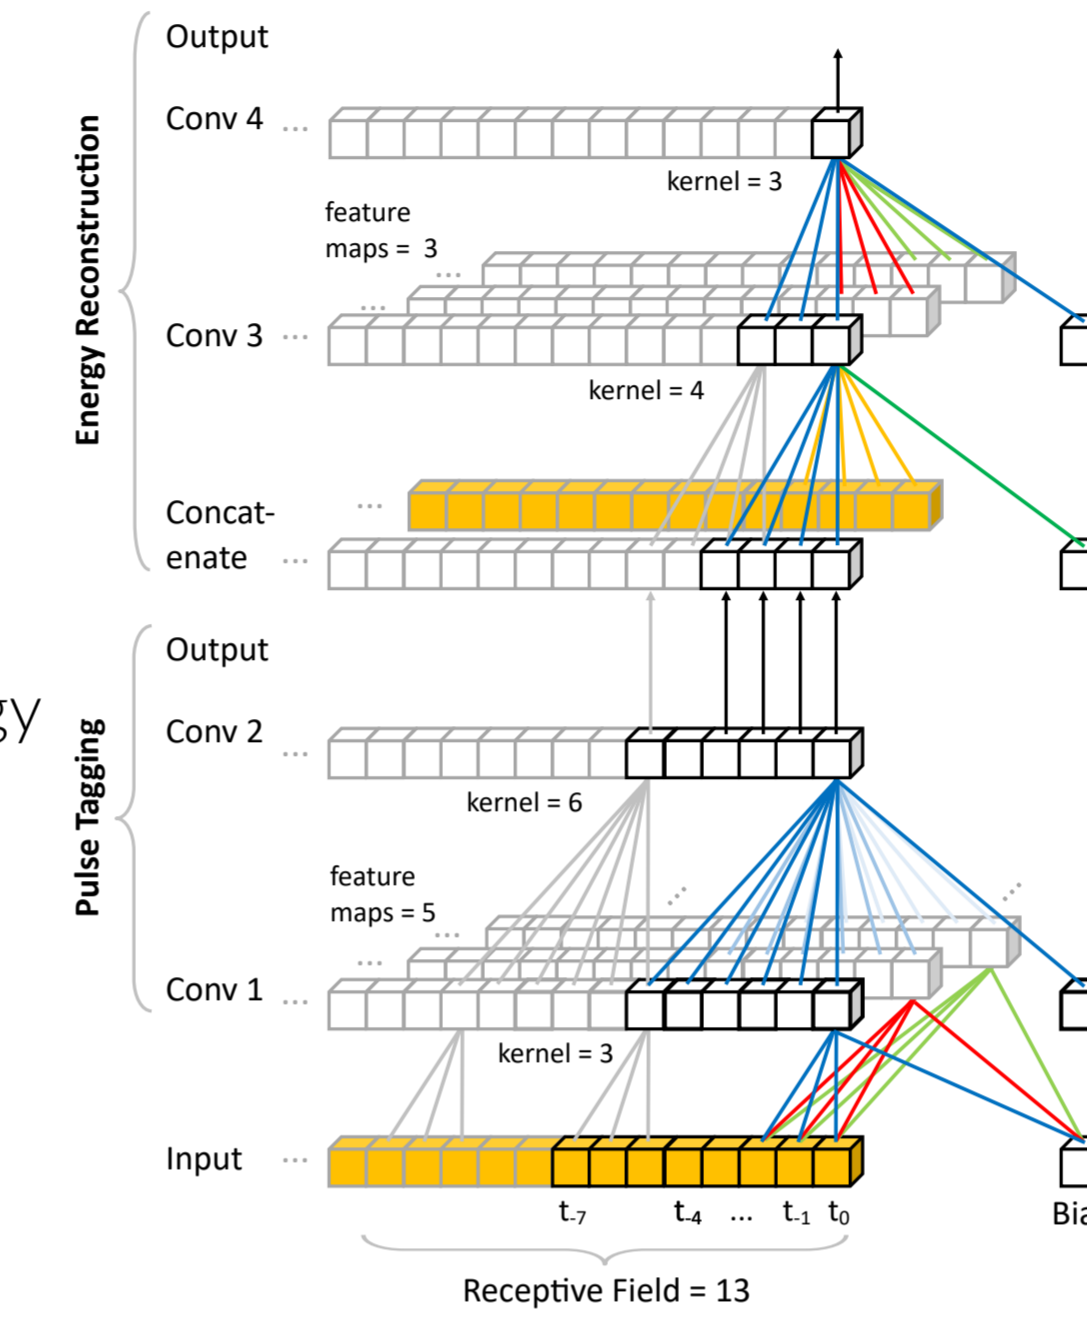 Output
Conv 4
...
kernel = 3
feature
maps = 3
...
...
Conv 3
...
kernel = 4
Energy Reconstruction
...
Concat-
enate
...
Output
gy
Conv 2
...
kernel = 6
Pulse Tagging
feature
maps = 5
...
...
...
...
Conv 1
...
kernel = 3
Input
...
t-7
t-4
...
t-1
t0
Bia
Receptive Field = 13